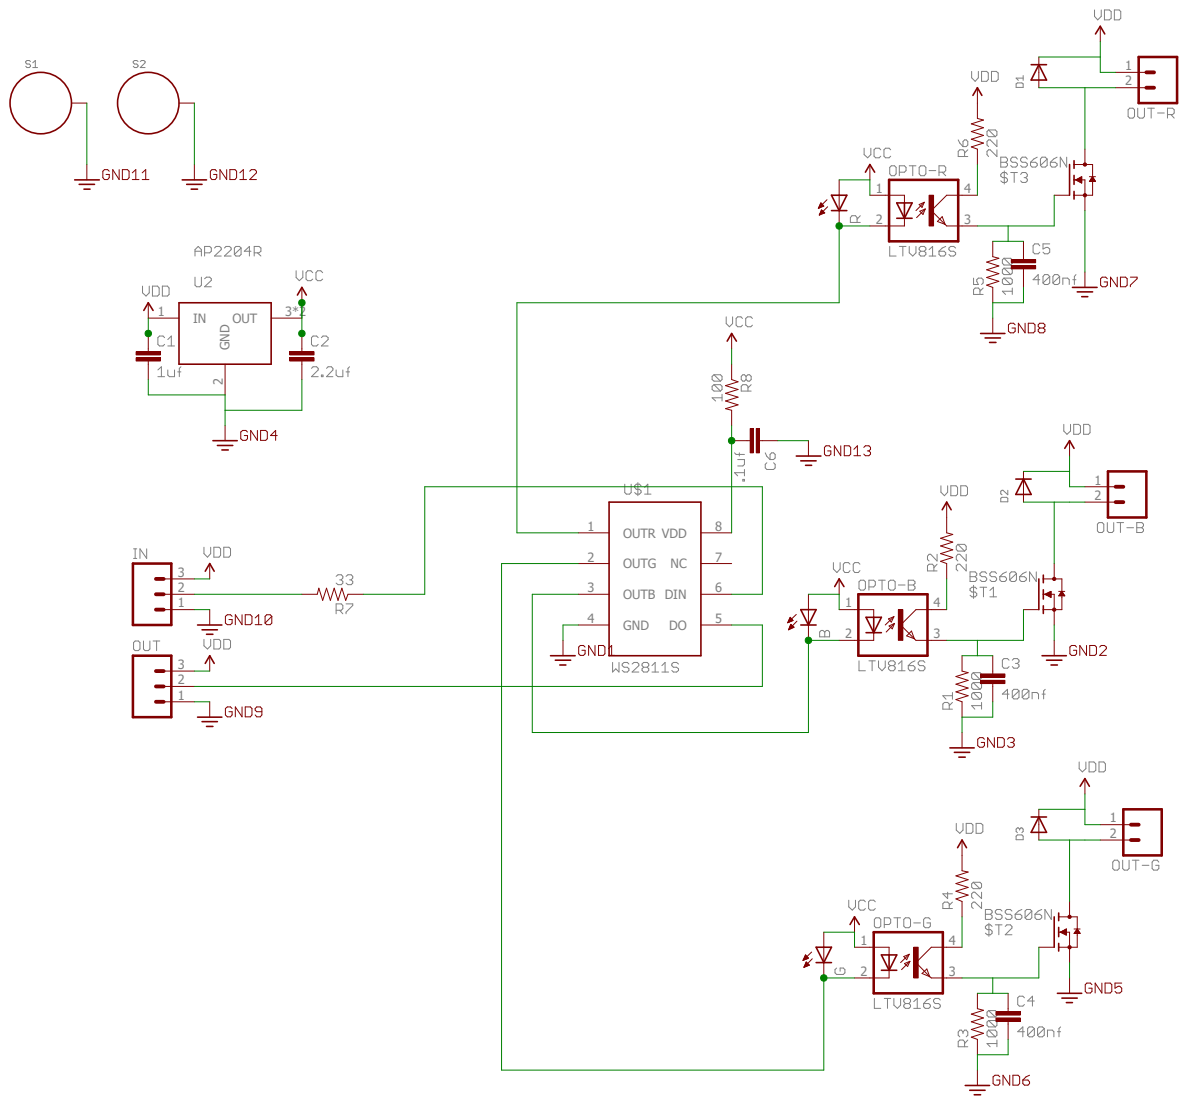 S1
S2
GND11
GND12
AP2204R
U2
VDD
VCC
1
IN
OUT
3*2
GND
2
C1
1uf
C2
2.2uf
GND4
VDD
D1
1
2
OUT-R
VDD
R6
220
BSS606N
$T3
VCC
OPTO-R
1
2
4
3
R
LTV816S
R5
1000
C5
400nf
GND7
GND8
VCC
100
R8
.1uf
C6
GND13
U$1
1
OUTR
VDD
8
2
OUTG
NC
7
3
OUTB
DIN
6
4
GND
DO
5
GND1
WS2811S
IN
3
2
1
VDD
33
R7
GND10
OUT
3
2
1
VDD
GND9
VDD
D2
1
2
OUT-B
VDD
R2
220
BSS606N
$T1
VCC
OPTO-B
1
2
4
3
B
LTV816S
R1
1000
C3
400nf
GND2
GND3
VDD
D3
1
2
OUT-G
VDD
R4
220
BSS606N
$T2
VCC
OPTO-G
1
2
4
3
G
LTV816S
R3
1000
C4
400nf
GND5
GND6